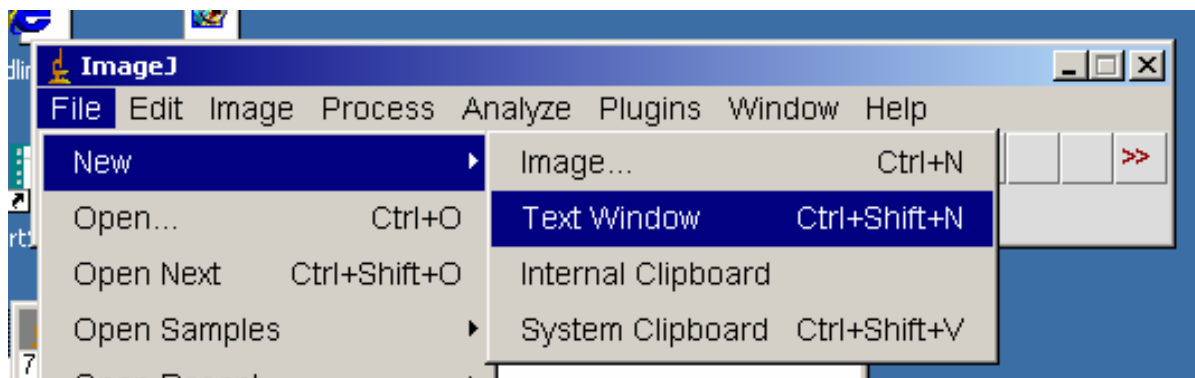 ImageJ
File Edit Image Process Analyze Plugins Window Help
New
Image... Ctrl+N
>>
Open... Ctrl+O
Text Window Ctrl+Shift+N
Open Next Ctrl+Shift+O
Internal Clipboard
Open Samples
System Clipboard Ctrl+Shift+V
7